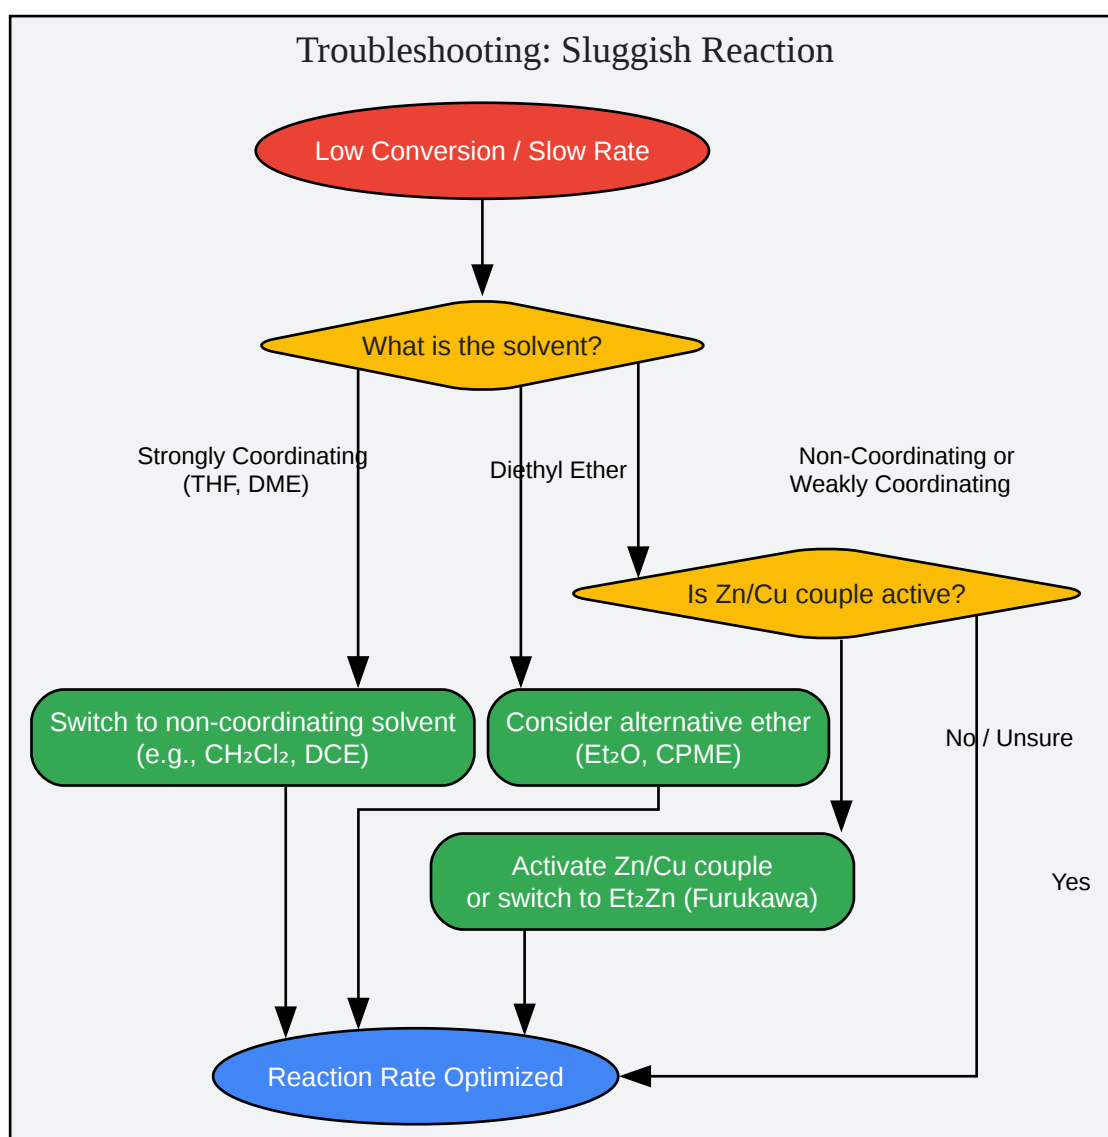 Troubleshooting: Sluggish Reaction
Low Conversion / Slow Rate
What is the solvent?
Strongly Coordinating
(THF, DME)
Diethyl Ether
Non-Coordinating or
Weakly Coordinating
Is Zn/Cu couple active?
Switch to non-coordinating solvent
(e.g., CH₂Cl₂, DCE)
Consider alternative ether
(Et₂O, CPME)
No / Unsure
Activate Zn/Cu couple
or switch to Et₂Zn (Furukawa)
Yes
Reaction Rate Optimized